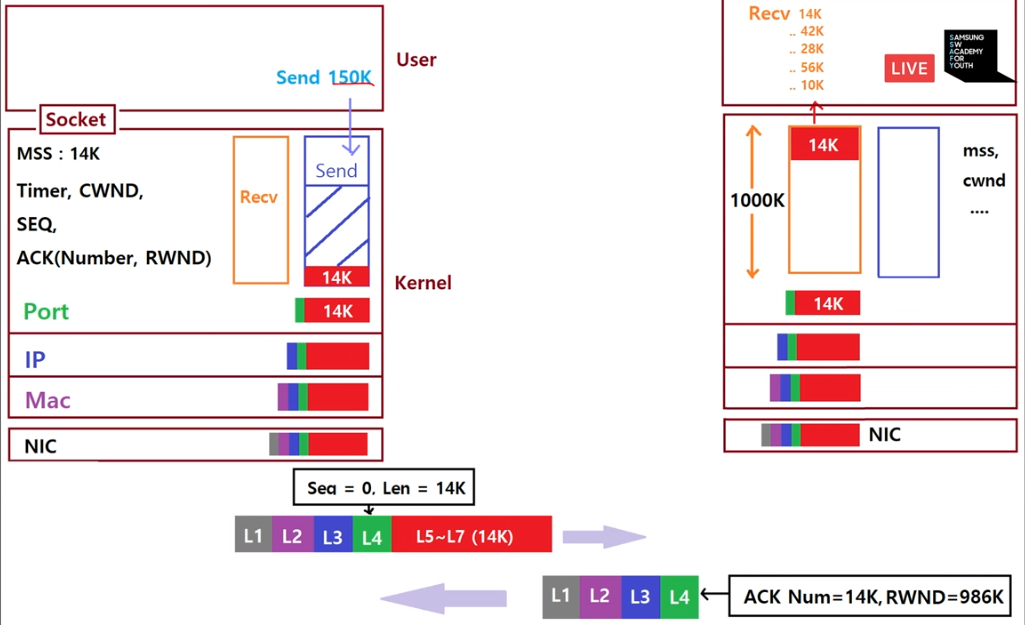 User
Send 150K
Socket
MSS : 14K
Timer, CWND,
SEQ,
ACK(Number, RWND)
Recv
Send
14K
Kernel
Port
14K
IP
Mac
NIC
Recv 14K
.. 42K
.. 28K
.. 56K
.. 10K
LIVE
SAMSUNG
SW
ACADEMY
FOR
YOUTH
14K
1000K
mss,
cwnd
....
14K
NIC
Seq = 0, Len = 14K
L1 L2 L3 L4 L5~L7 (14K)
L1 L2 L3 L4
ACK Num=14K, RWND=986K